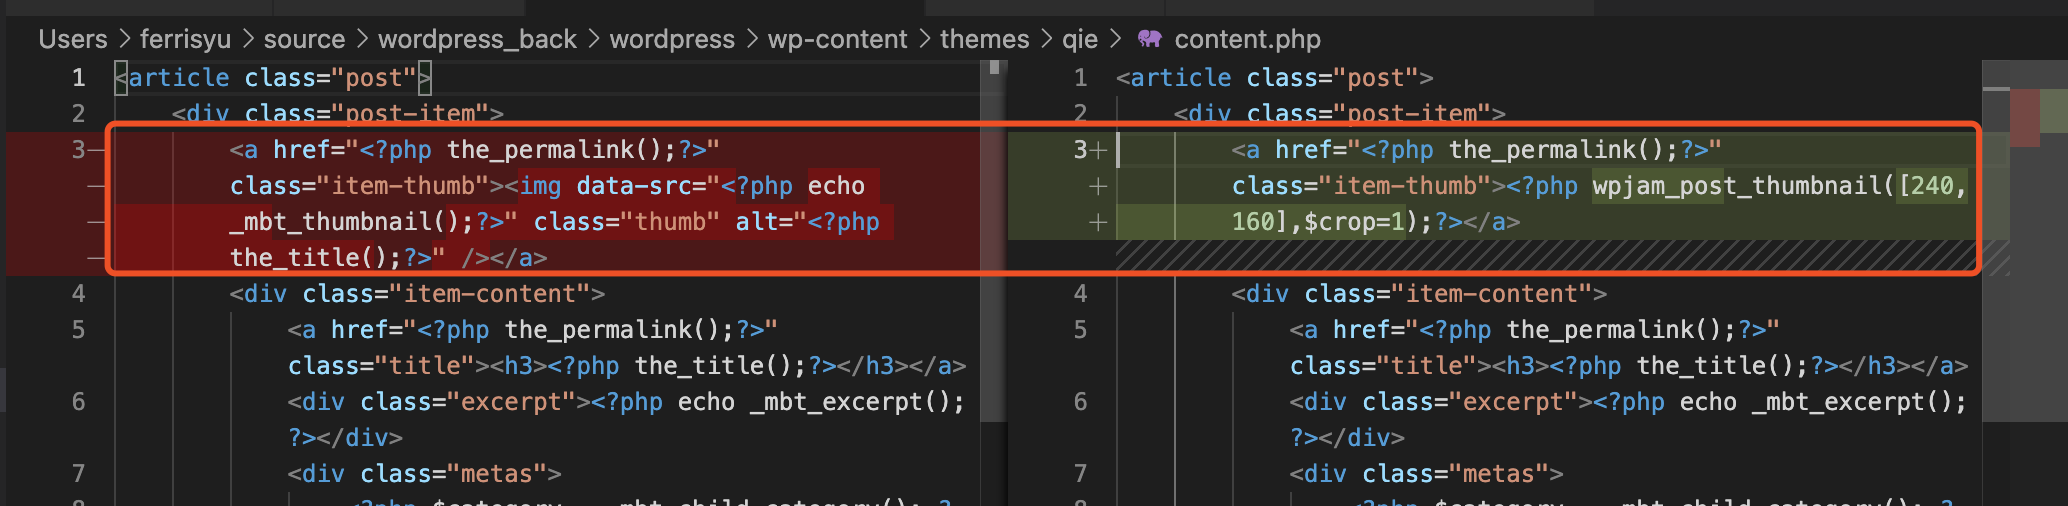 Users > ferrisyu > source > wordpress_back > wordpress > wp-content > themes > qie > content.php
1 <article class="post">
2 <div class="post-item">
3— <a href="<?php the_permalink();?>"
— class="item-thumb"><img data-src="<?php echo
— _mbt_thumbnail();?>" class="thumb" alt="<?php
— the_title();?>" /></a>
4 <div class="item-content">
5 <a href="<?php the_permalink();?>"
class="title"><h3><?php the_title();?></h3></a>
6 <div class="excerpt"><?php echo _mbt_excerpt();
?></div>
7 <div class="metas">
1 <article class="post">
2 <div class="post-item">
3+ <a href="<?php the_permalink();?>"
+ class="item-thumb"><?php wpjam_post_thumbnail([240,
+ 160],$crop=1);?></a>
4 <div class="item-content">
5 <a href="<?php the_permalink();?>"
class="title"><h3><?php the_title();?></h3></a>
6 <div class="excerpt"><?php echo _mbt_excerpt();
?></div>
7 <div class="metas">